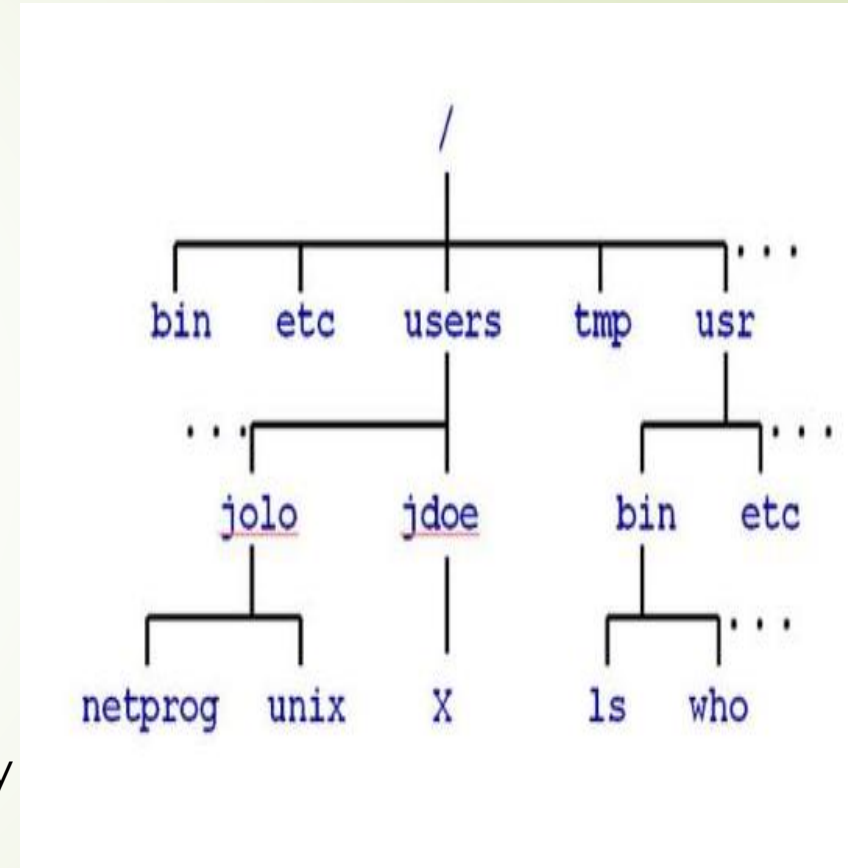 /
bin etc users tmp usr . . .
. . . jolo jdoe bin etc . . .
netprog unix X ls who . . .
y